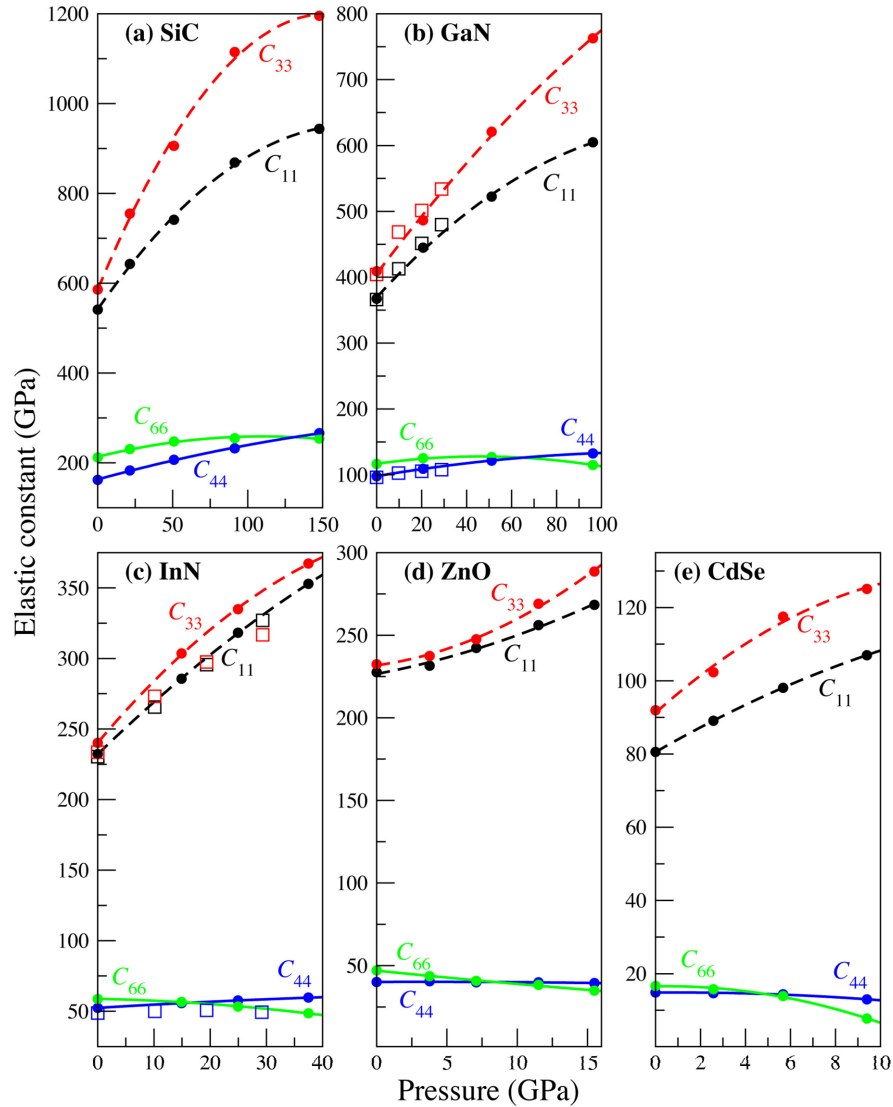 Elastic constant (GPa)
(a) SiC
1200
1000
800
600
400
200
C33
C11
C66
C44
0 50 100 150
(b) GaN
800
700
600
500
400
300
200
150
100
C33
C11
C66
C44
0 20 40 60 80 100
(c) InN
350
300
250
200
150
100
75
50
C33
C11
C66
C44
0 10 20 30 40
(d) ZnO
300
250
200
150
100
75
50
C33
C11
C66
C44
0 5 10 15
(e) CdSe
120
100
80
60
40
20
C33
C11
C44
C66
0 2 4 6 8 10
Pressure (GPa)